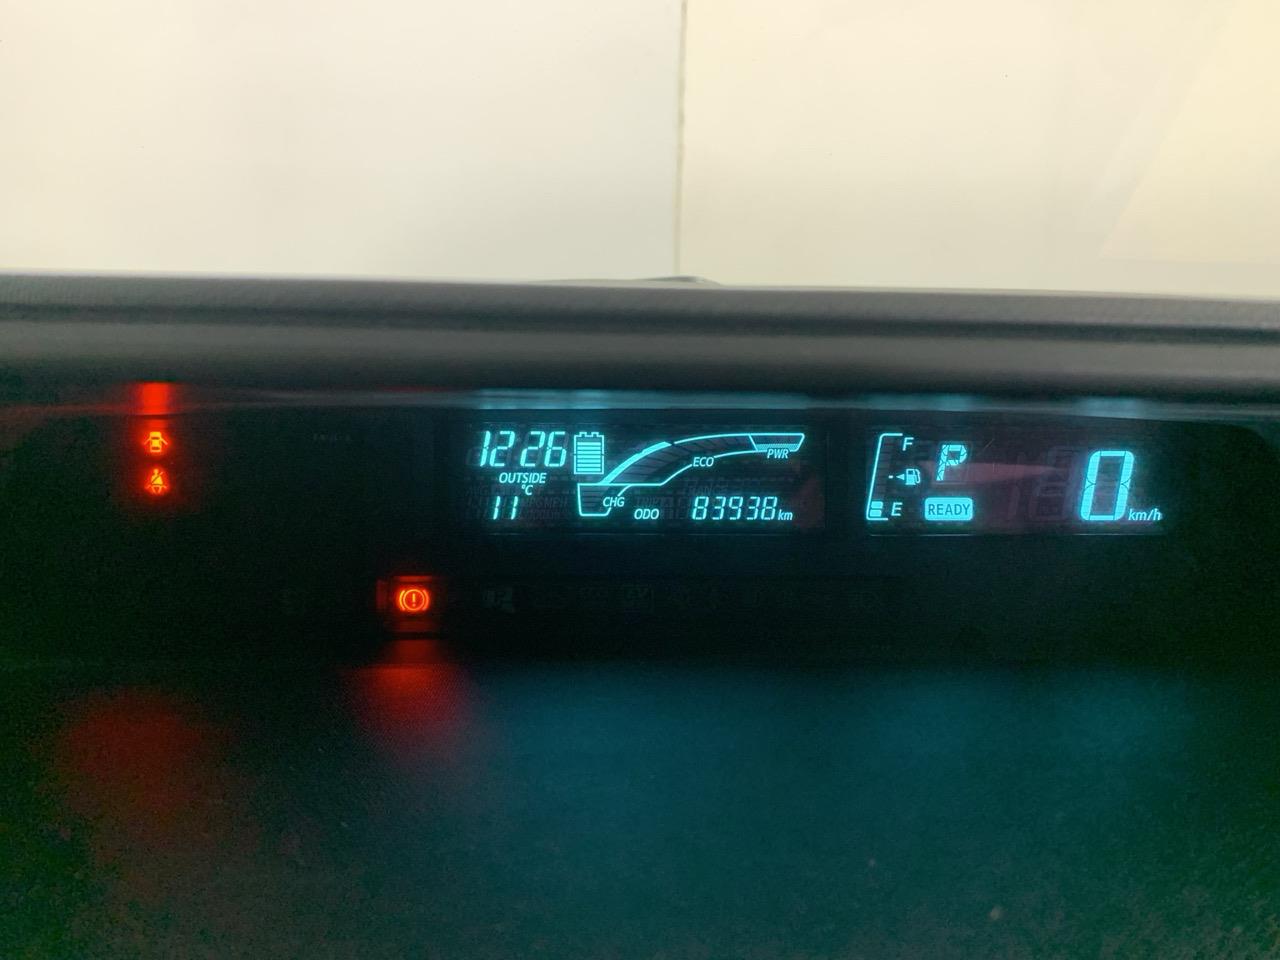 12:26
OUTSIDE
°C
11
CHG
ECO
PWR
ODO 83938 km
F
E
P
READY
0 km/h